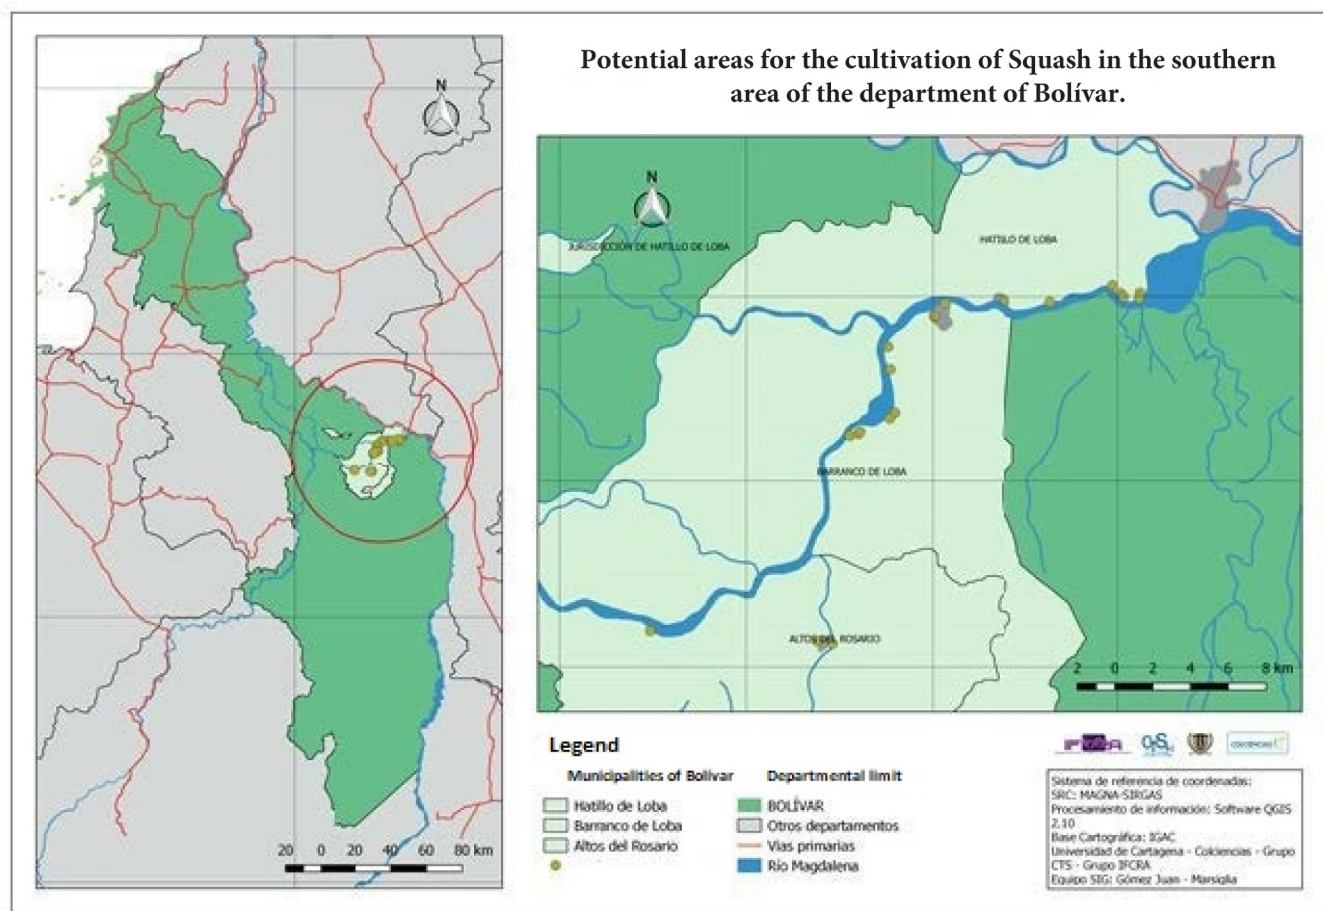 Potential areas for the cultivation of Squash in the southern
area of the department of Bolívar.
N
N
JURISDICCIÓN DE HATILLO DE LOBA
HATILLO DE LOBA
BARRANCO DE LOBA
ALTOS DEL ROSARIO
2 0 2 4 6 8 km
20 0 20 40 60 80 km
Legend
Municipalities of Bolívar
Hatillo de Loba
Barranco de Loba
Altos del Rosario
Departmental limit
BOLÍVAR
Otros departamentos
Vias primarias
Río Magdalena
COLCIENCIAS
Sistema de referencia de coordenadas:
SRC: MAGNA-SIRGAS
Procesamiento de información: Software QGIS
2.10
Base Cartográfica: IGAC
Universidad de Cartagena - Colciencias - Grupo
CTS - Grupo IFCRA
Equipo SIG: Gómez Juan - Marsiglia